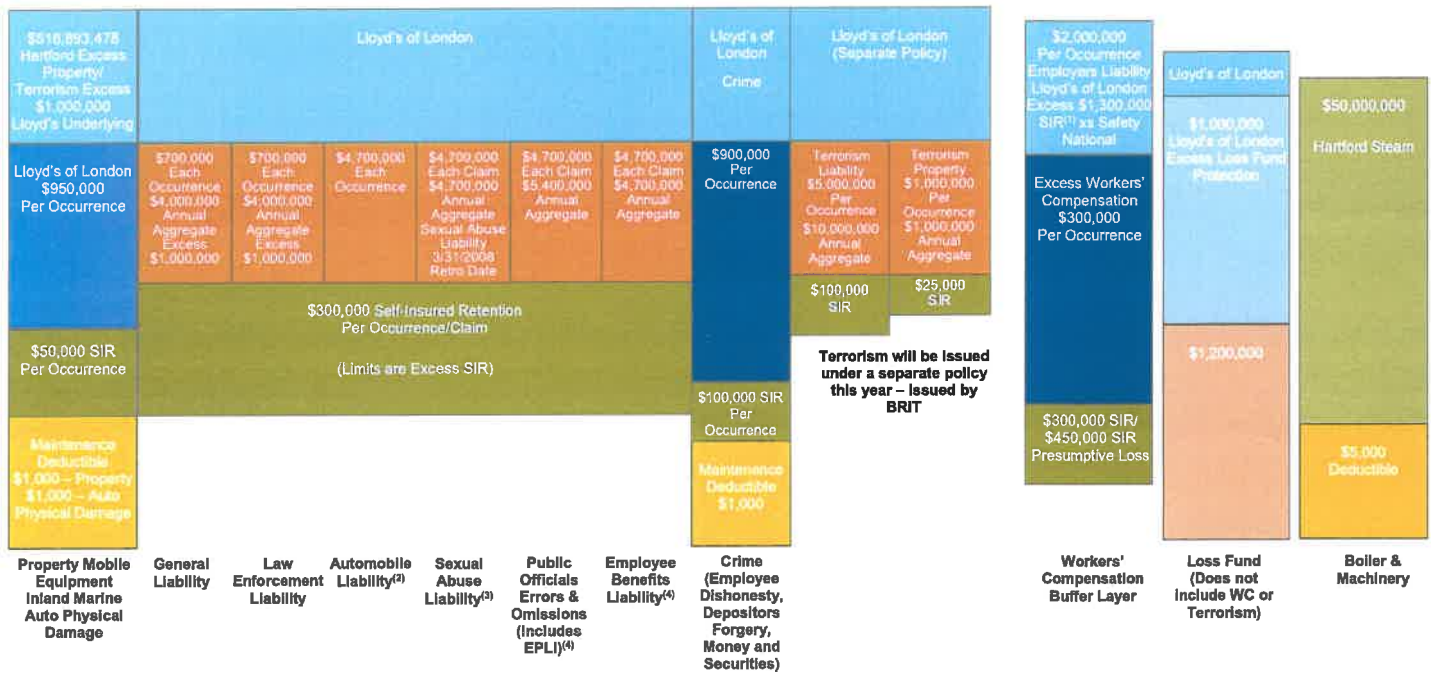 $516,893,478
Hartford Excess
Property/
Terrorism Excess
$1,000,000
Lloyd's Underlying
Lloyd's of London
$950,000
Per Occurrence
$50,000 SIR
Per Occurrence
Maintenance
Deductible
$1,000 – Property
$1,000 – Auto
Physical Damage
Property Mobile
Equipment
Inland Marine
Auto Physical
Damage
Lloyd's of London
$700,000
Each
Occurrence
$4,000,000
Annual
Aggregate
Excess
$1,000,000
$700,000
Each
Occurrence
$4,000,000
Annual
Aggregate
Excess
$1,000,000
$4,700,000
Each
Occurrence
$4,700,000
Each Claim
$4,700,000
Annual
Aggregate
Sexual Abuse
Liability
3/31/2008
Retro Date
$4,700,000
Each Claim
$5,400,000
Annual
Aggregate
$4,700,000
Each Claim
$4,700,000
Annual
Aggregate
$300,000 Self-Insured Retention
Per Occurrence/Claim
(Limits are Excess SIR)
General
Liability
Law
Enforcement
Liability
Automobile
Liability(2)
Sexual
Abuse
Liability(3)
Public
Officials
Errors &
Omissions
(Includes
EPLI)(4)
Employee
Benefits
Liability(4)
Lloyd's of
London
Crime
$900,000
Per
Occurrence
$100,000 SIR
Per
Occurrence
Maintenance
Deductible
$1,000
Crime
(Employee
Dishonesty,
Depositors
Forgery,
Money and
Securities)
Lloyd's of London
(Separate Policy)
Terrorism
Liability
$5,000,000
Per
Occurrence
$10,000,000
Annual
Aggregate
Terrorism
Property
$1,000,000
Per
Occurrence
$1,000,000
Annual
Aggregate
$100,000
SIR
$25,000
SIR
Terrorism will be issued
under a separate policy
this year – issued by
BRIT
$2,000,000
Per Occurrence
Employers Liability
Lloyd's of London
Excess $1,300,000
SIR(1) xs Safety
National
Excess Workers'
Compensation
$300,000
Per Occurrence
$300,000 SIR/
$450,000 SIR
Presumptive Loss
Workers'
Compensation
Buffer Layer
Lloyd's of London
$1,000,000
Lloyd's of London
Excess Loss Fund
Protection
$1,200,000
Loss Fund
(Does not
include WC or
Terrorism)
$50,000,000
Hartford Steam
$5,000
Deductible
Boiler &
Machinery